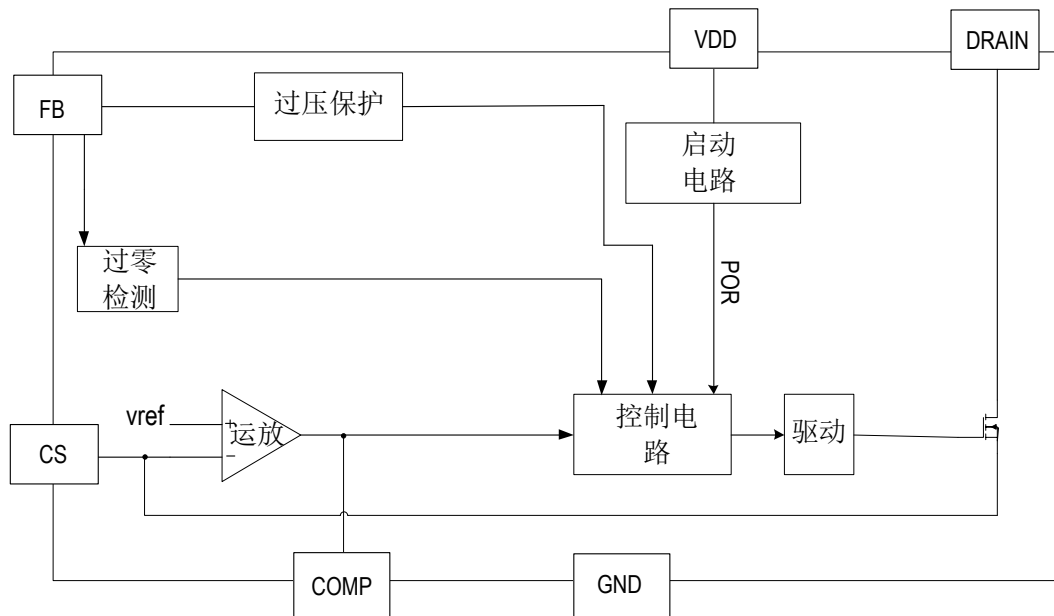 VDD
DRAIN
FB
过压保护
启动
电路
过零
检测
POR
vref
+
运放
-
控制电
路
驱动
CS
COMP
GND